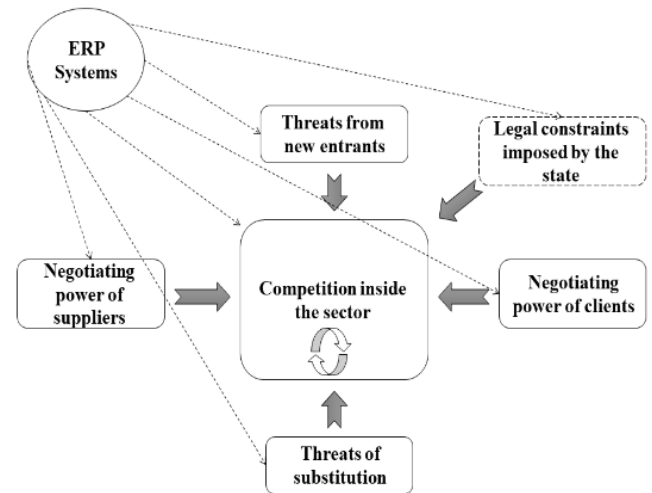 ERP
Systems
Threats from
new entrants
Legal constraints
imposed by the
state
Negotiating
power of
suppliers
Competition inside
the sector
Negotiating
power of clients
Threats of
substitution